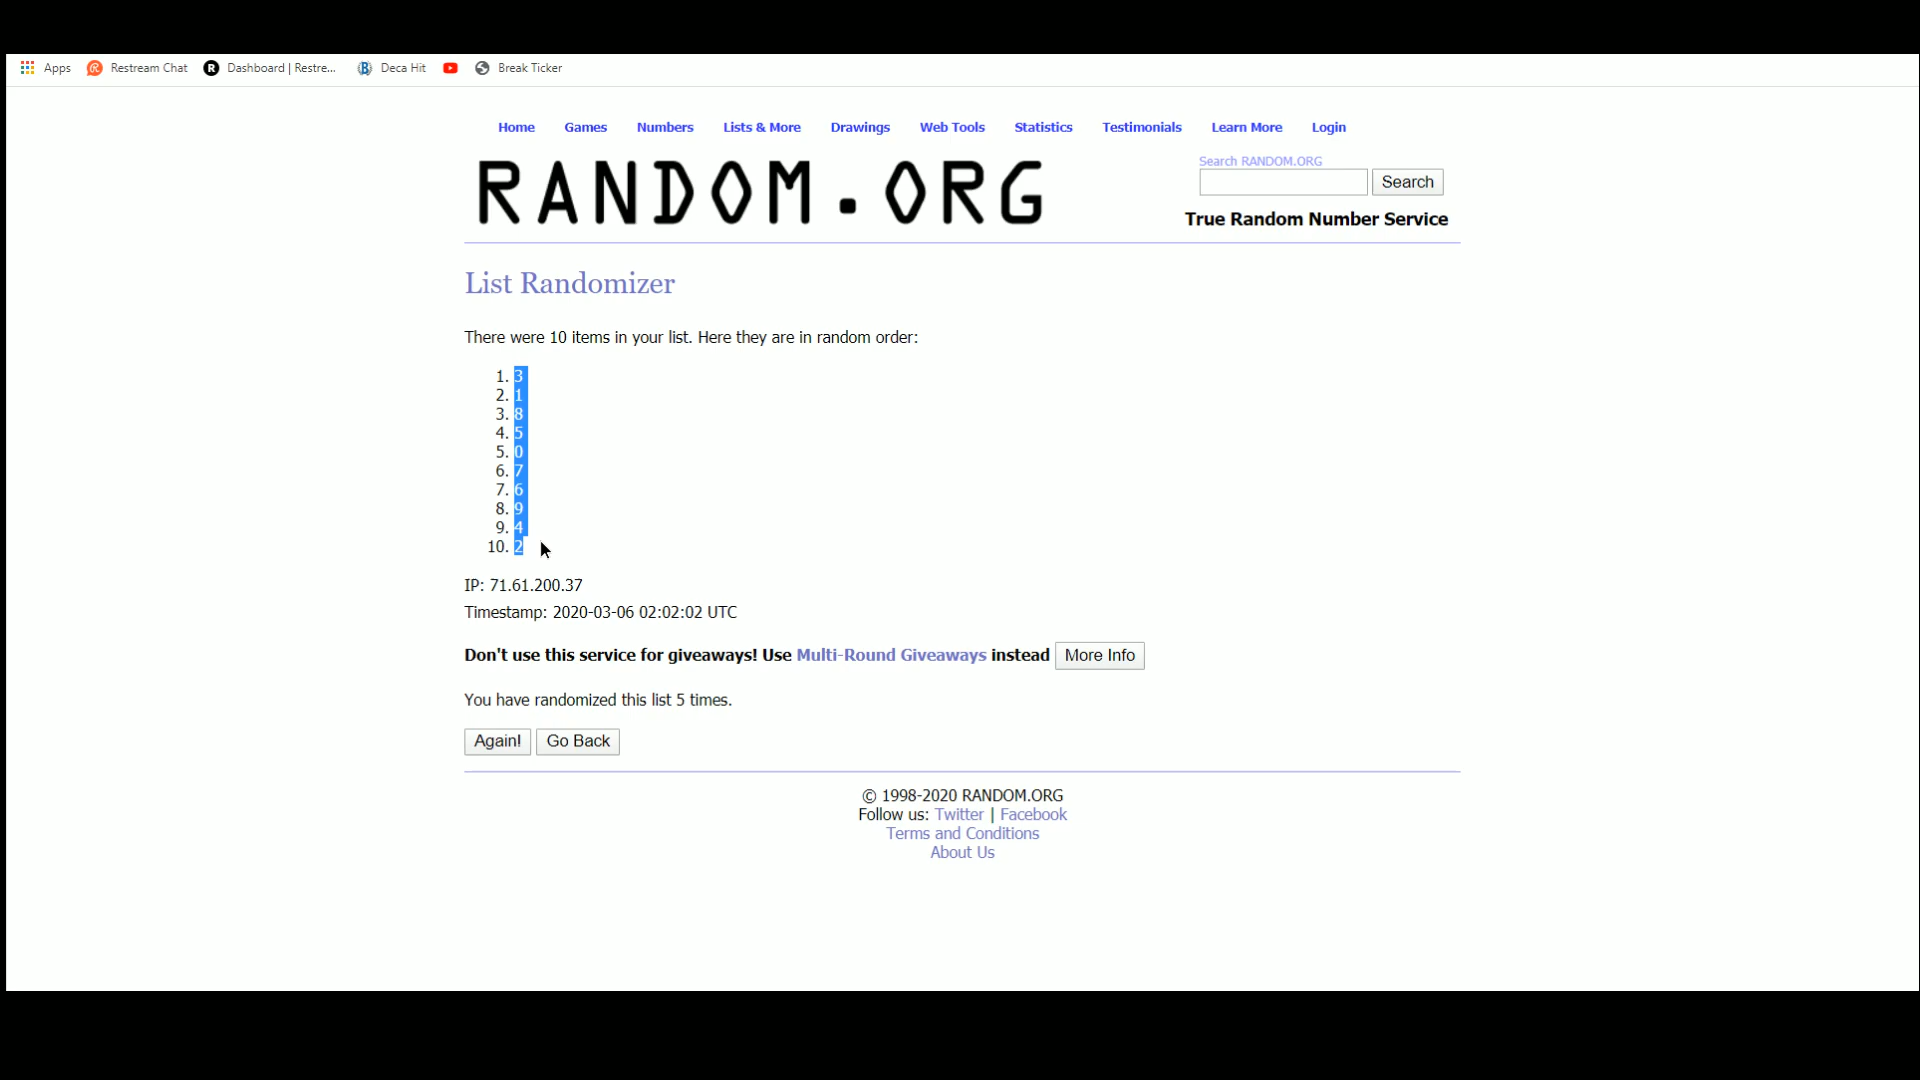 Apps Restream Chat Dashboard | Restre... Deca Hit Break Ticker
Home Games Numbers Lists & More Drawings Web Tools Statistics Testimonials Learn More Login
RANDOM.ORG
Search RANDOM.ORG
Search
True Random Number Service
List Randomizer
There were 10 items in your list. Here they are in random order:
1. 3
2. 1
3. 8
4. 5
5. 0
6. 7
7. 6
8. 9
9. 4
10. 2
IP: 71.61.200.37
Timestamp: 2020-03-06 02:02:02 UTC
Don't use this service for giveaways! Use Multi-Round Giveaways instead More Info
You have randomized this list 5 times.
Again! Go Back
© 1998-2020 RANDOM.ORG
Follow us: Twitter | Facebook
Terms and Conditions
About Us